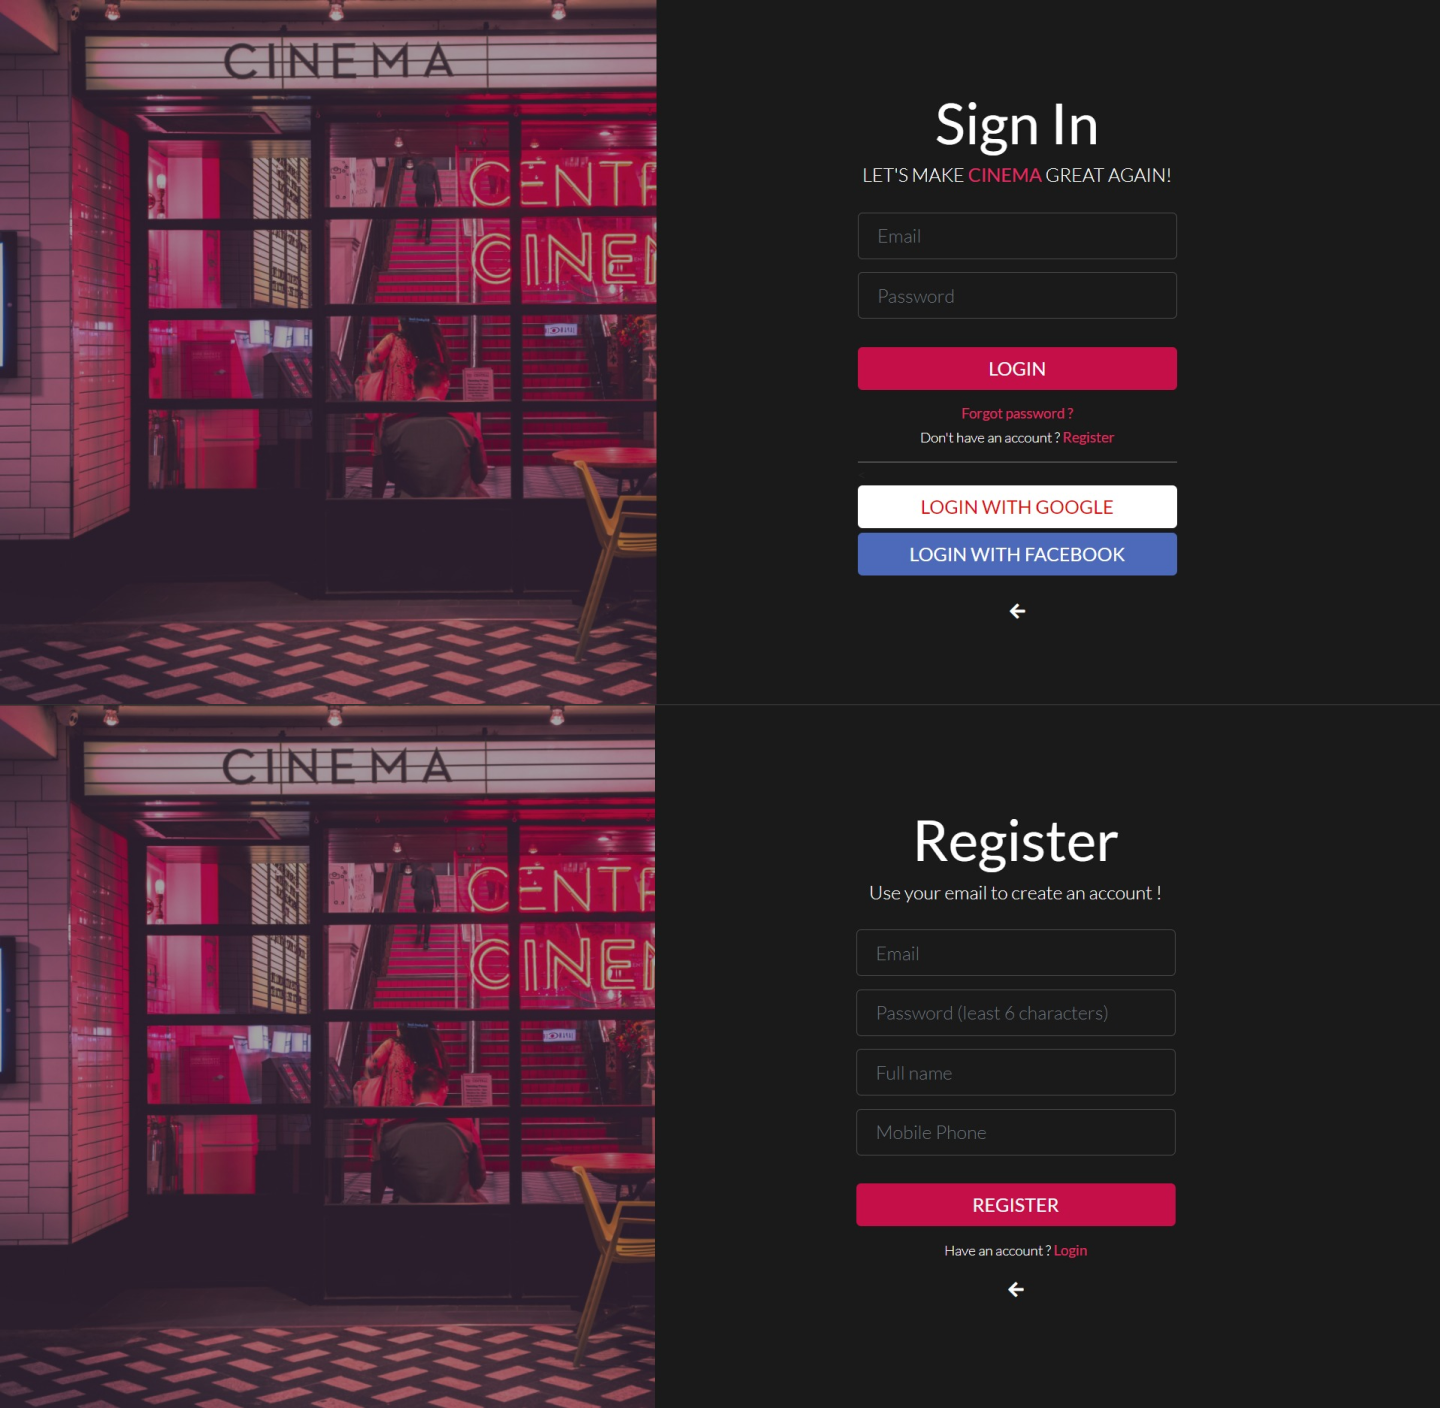 CINEMA
CENTR
CINEM
Sign In
LET'S MAKE CINEMA GREAT AGAIN!
Email
Password
LOGIN
Forgot password ?
Don't have an account ? Register
LOGIN WITH GOOGLE
LOGIN WITH FACEBOOK
CINEMA
CENTR
CINEM
Register
Use your email to create an account !
Email
Password (least 6 characters)
Full name
Mobile Phone
REGISTER
Have an account ? Login